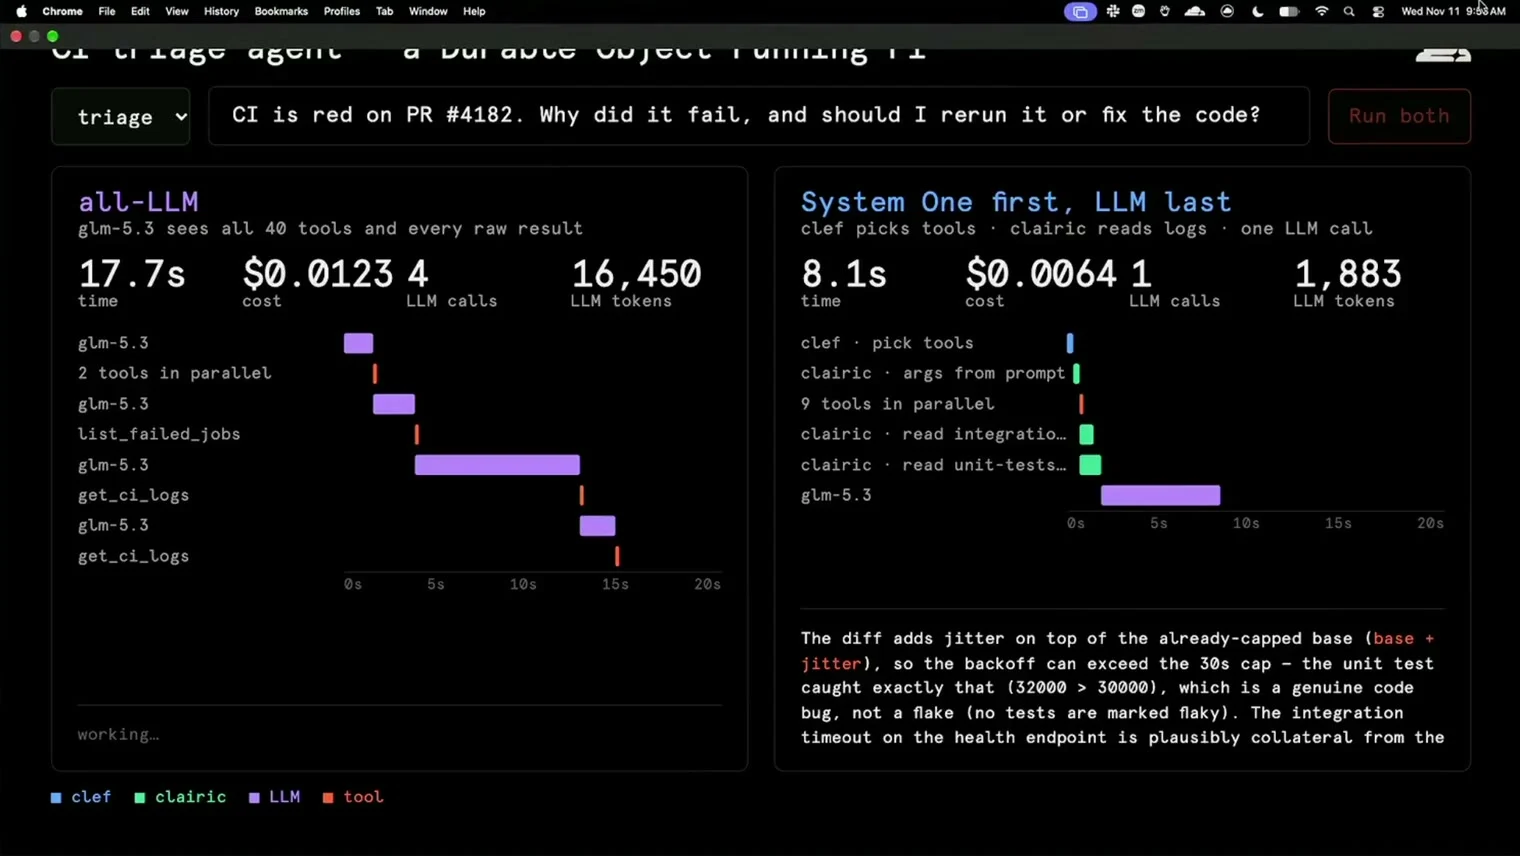 Chrome File Edit View History Bookmarks Profiles Tab Window Help
Wed Nov 11
CI triage agent a Durable Object running Pi
triage
CI is red on PR #4182. Why did it fail, and should I rerun it or fix the code?
Run both
all-LLM
glm-5.3 sees all 40 tools and every raw result
17.7s $0.0123 4 16,450
time cost LLM calls LLM tokens
glm-5.3
2 tools in parallel
glm-5.3
list_failed_jobs
glm-5.3
get_ci_logs
glm-5.3
get_ci_logs
0s 5s 10s 15s 20s
working…
System One first, LLM last
clef picks tools · clairic reads logs · one LLM call
8.1s $0.0064 1 1,883
time cost LLM calls LLM tokens
clef · pick tools
clairic · args from prompt
9 tools in parallel
clairic · read integratio…
clairic · read unit-tests…
glm-5.3
0s 5s 10s 15s 20s
The diff adds jitter on top of the already-capped base (base +
jitter), so the backoff can exceed the 30s cap – the unit test
caught exactly that (32000 > 30000), which is a genuine code
bug, not a flake (no tests are marked flaky). The integration
timeout on the health endpoint is plausibly collateral from the
clef clairic LLM tool